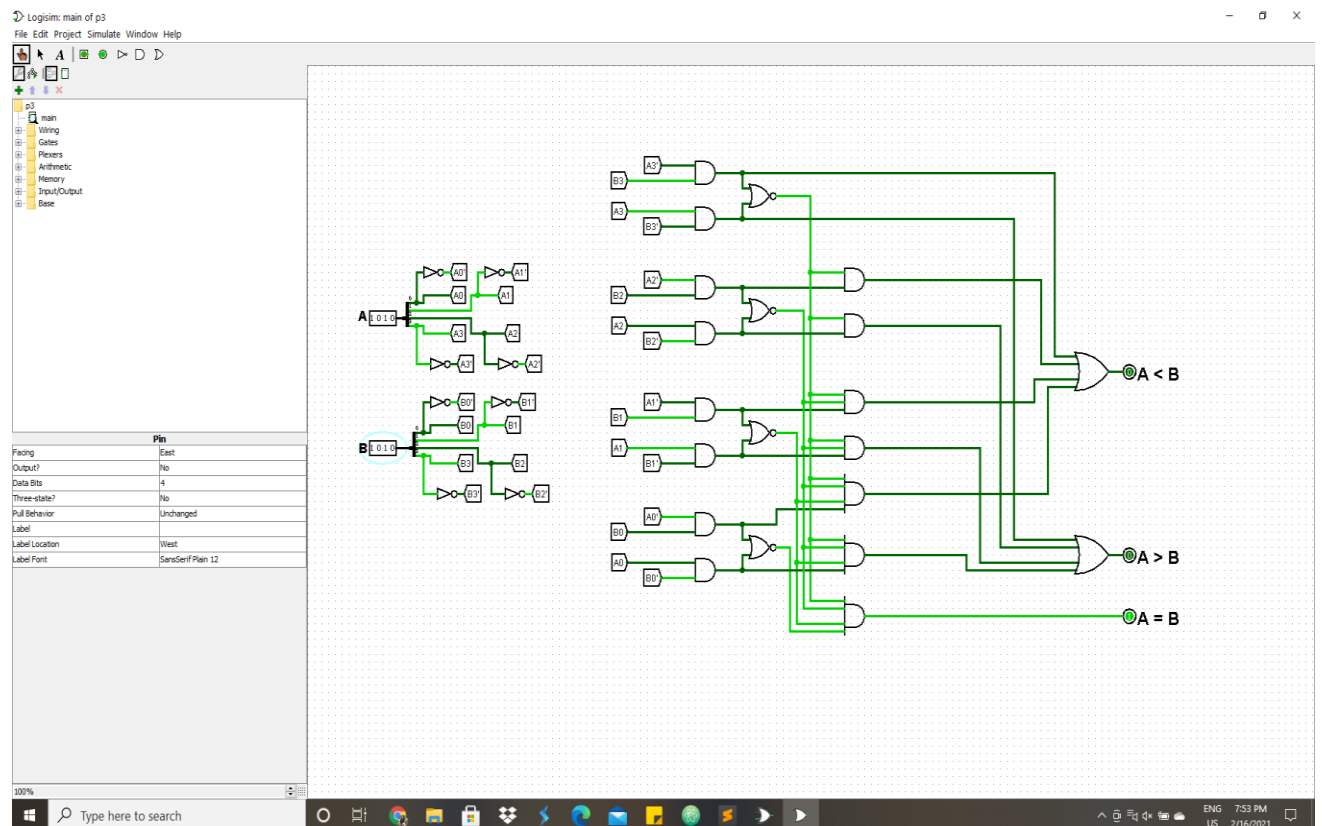 Logisim: main of p3
File Edit Project Simulate Window Help
A
p3
main
Wiring
Gates
Plexers
Arithmetic
Memory
Input/Output
Base
Pin
Facing East
Output? No
Data Bits 4
Three-state? No
Pull Behavior Unchanged
Label
Label Location West
Label Font SansSerif Plain 12
100%
A3'
B3
A3
B3'
A0' A1'
A0 A1
A 1 0 1 0
A3 A2
A3' A2'
B0' B1'
B0 B1
B 1 0 1 0
B3 B2
B3' B2'
A2'
B2
A2
B2'
A1'
B1
A1
B1'
A0'
B0
A0
B0'
0 A < B
0 A > B
1 A = B
Type here to search
ENG 7:53 PM
US 2/16/2021